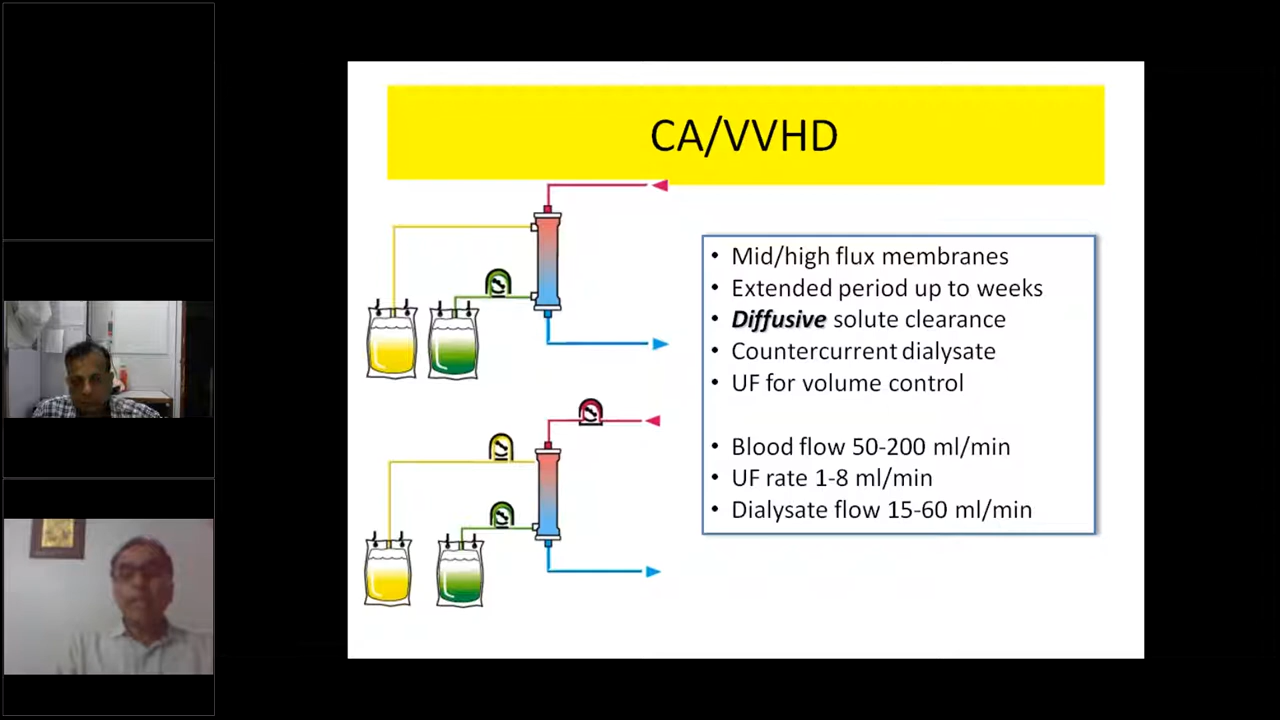 CA/VVHD
• Mid/high flux membranes
• Extended period up to weeks
• Diffusive solute clearance
• Countercurrent dialysate
• UF for volume control
• Blood flow 50-200 ml/min
• UF rate 1-8 ml/min
• Dialysate flow 15-60 ml/min